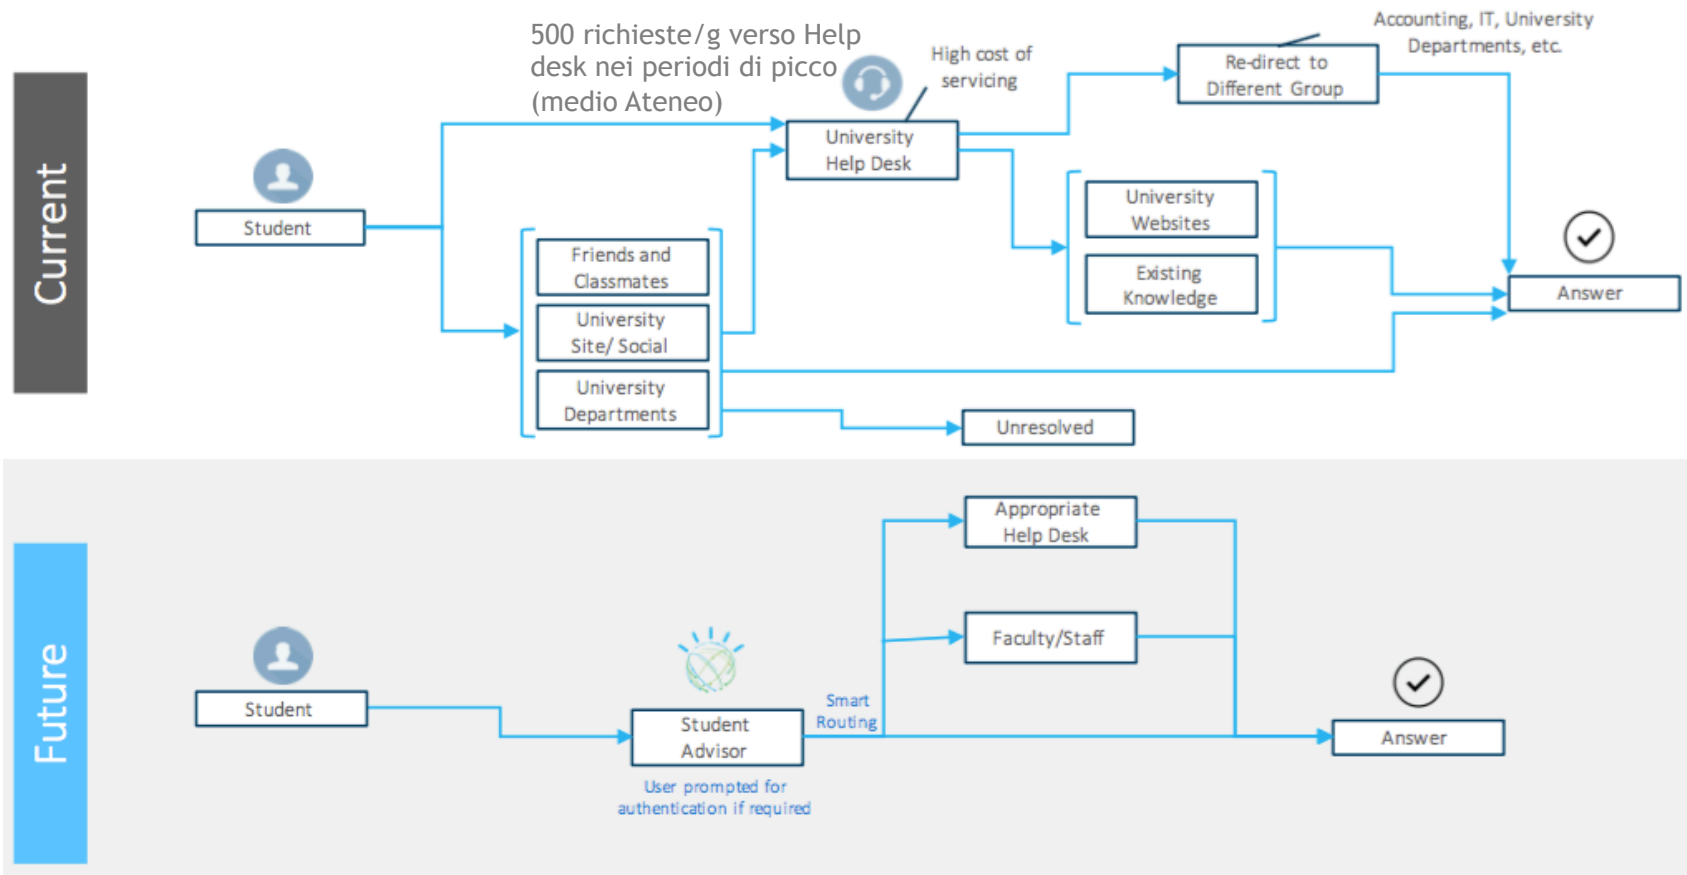 Current
500 richieste/g verso Help
desk nei periodi di picco
(medio Ateneo)
High cost of
servicing
Accounting, IT, University
Departments, etc.
Re-direct to
Different Group
University
Help Desk
Student
University
Websites
Existing
Knowledge
Friends and
Classmates
University
Site/ Social
University
Departments
Answer
Unresolved
Future
Student
Student
Advisor
User prompted for
authentication if required
Smart
Routing
Appropriate
Help Desk
Faculty/Staff
Answer